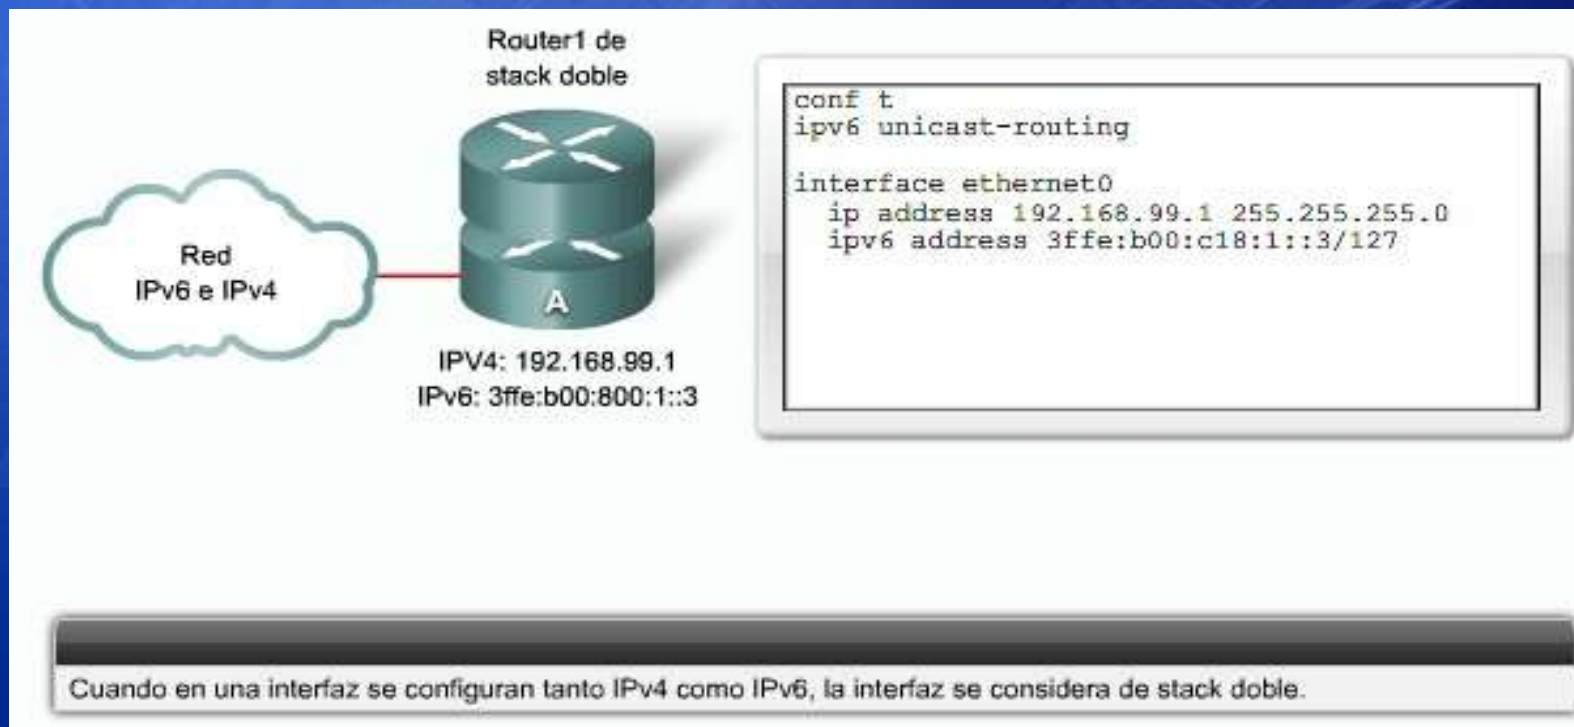 Router1 de
stack doble
Red
IPv6 e IPv4
A
IPV4: 192.168.99.1
IPv6: 3ffe:b00:800:1::3
conf t
ipv6 unicast-routing
interface ethernet0
ip address 192.168.99.1 255.255.255.0
ipv6 address 3ffe:b00:c18:1::3/127
Cuando en una interfaz se configuran tanto IPv4 como IPv6, la interfaz se considera de stack doble.